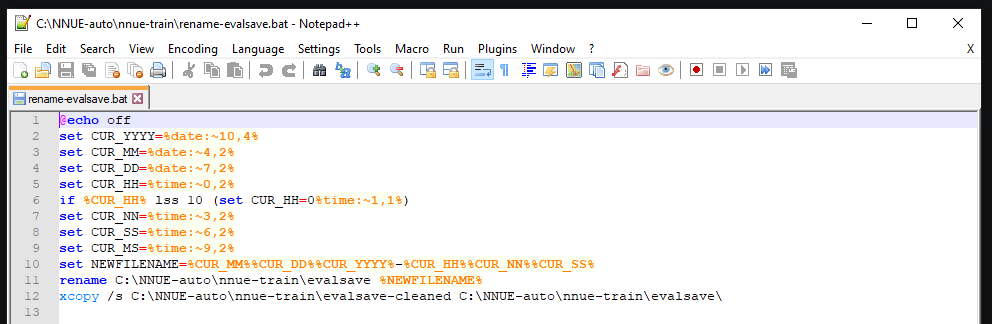 C:\NNUE-auto\nnue-train\rename-evalsave.bat - Notepad++
File Edit Search View Encoding Language Settings Tools Macro Run Plugins Window ? X
rename-evalsave.bat
1 @echo off
2 set CUR_YYYY=%date:~10,4%
3 set CUR_MM=%date:~4,2%
4 set CUR_DD=%date:~7,2%
5 set CUR_HH=%time:~0,2%
6 if %CUR_HH% lss 10 (set CUR_HH=0%time:~1,1%)
7 set CUR_NN=%time:~3,2%
8 set CUR_SS=%time:~6,2%
9 set CUR_MS=%time:~9,2%
10 set NEWFILENAME=%CUR_MM%%CUR_DD%%CUR_YYYY%-%CUR_HH%%CUR_NN%%CUR_SS%
11 rename C:\NNUE-auto\nnue-train\evalsave %NEWFILENAME%
12 xcopy /s C:\NNUE-auto\nnue-train\evalsave-cleaned C:\NNUE-auto\nnue-train\evalsave\
13